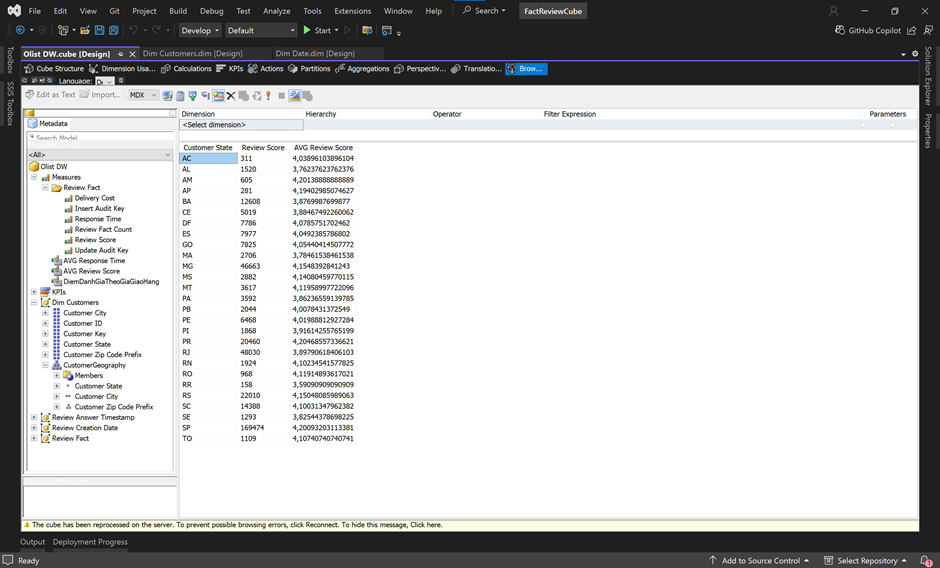 File Edit View Git Project Build Debug Test Analyze Tools Extensions Window Help Search FactReviewCube
Develop Default Start GitHub Copilot
Olist DW.cube [Design] Dim Customers.dim [Design] Dim Date.dim [Design]
Cube Structure Dimension Usa... Calculations KPIs Actions Partitions Aggregations Perspectiv... Translatio... Brow...
Language:
Edit as Text Import... MDX
Toolbox
SSIS Toolbox
Solution Explorer
Properties
Metadata
Search Model
<All>
Olist DW
Measures
Review Fact
Delivery Cost
Insert Audit Key
Response Time
Review Fact Count
Review Score
Update Audit Key
AVG Response Time
AVG Review Score
DiemDanhGiaTheoGiaGiaoHang
KPIs
Dim Customers
Customer City
Customer ID
Customer Key
Customer State
Customer Zip Code Prefix
CustomerGeography
Members
Customer State
Customer City
Customer Zip Code Prefix
Review Answer Timestamp
Review Creation Date
Review Fact
Dimension Hierarchy Operator Filter Expression Parameters
<Select dimension>
Customer State Review Score AVG Review Score
AC 311 4,03896103896104
AL 1520 3,76237623762376
AM 605 4,20138888888889
AP 281 4,19402985074627
BA 12608 3,8769987699877
CE 5019 3,88467492260062
DF 7786 4,0785751702462
ES 7977 4,0492385786802
GO 7825 4,05440414507772
MA 2706 3,78461538461538
MG 46663 4,1548392841243
MS 2882 4,14080459770115
MT 3617 4,11958997722096
PA 3592 3,86236559139785
PB 2044 4,0078431372549
PE 6468 4,01988812927284
PI 1868 3,91614255765199
PR 20460 4,20468557336621
RJ 48030 3,89790618406103
RN 1924 4,10234541577825
RO 968 4,11914893617021
RR 158 3,59090909090909
RS 22010 4,15048085989063
SC 14388 4,10031347962382
SE 1293 3,82544378698225
SP 169474 4,20093203113381
TO 1109 4,10740740740741
The cube has been reprocessed on the server. To prevent possible browsing errors, click Reconnect. To hide this message, Click here.
Output Deployment Progress
Ready Add to Source Control Select Repository 1